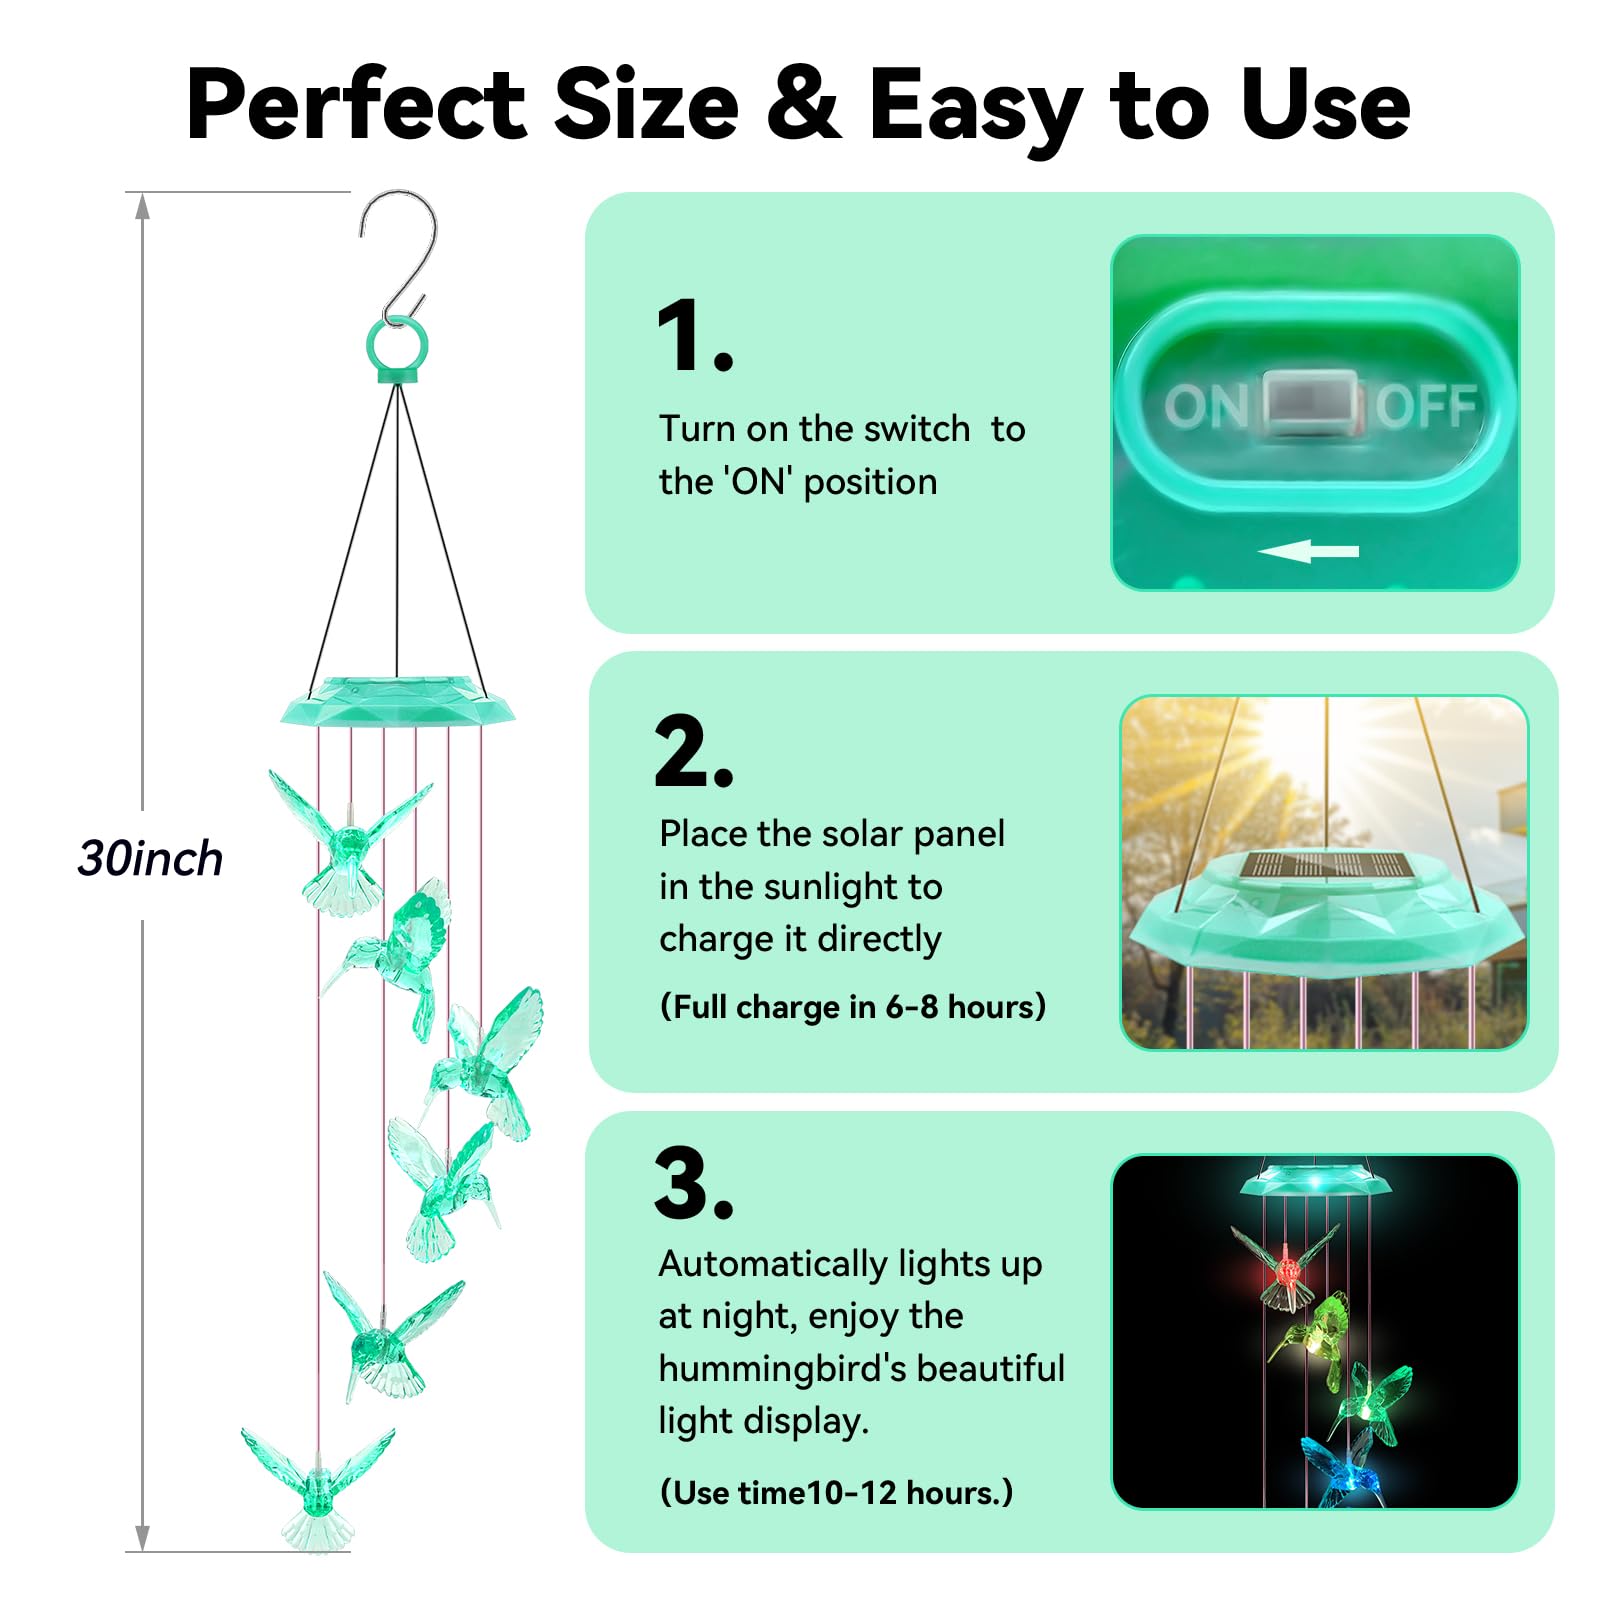 Perfect Size & Easy to Use
30inch
1.
Turn on the switch to
the 'ON' position
ON OFF
2.
Place the solar panel
in the sunlight to
charge it directly
(Full charge in 6-8 hours)
3.
Automatically lights up
at night, enjoy the
hummingbird's beautiful
light display.
(Use time10-12 hours.)